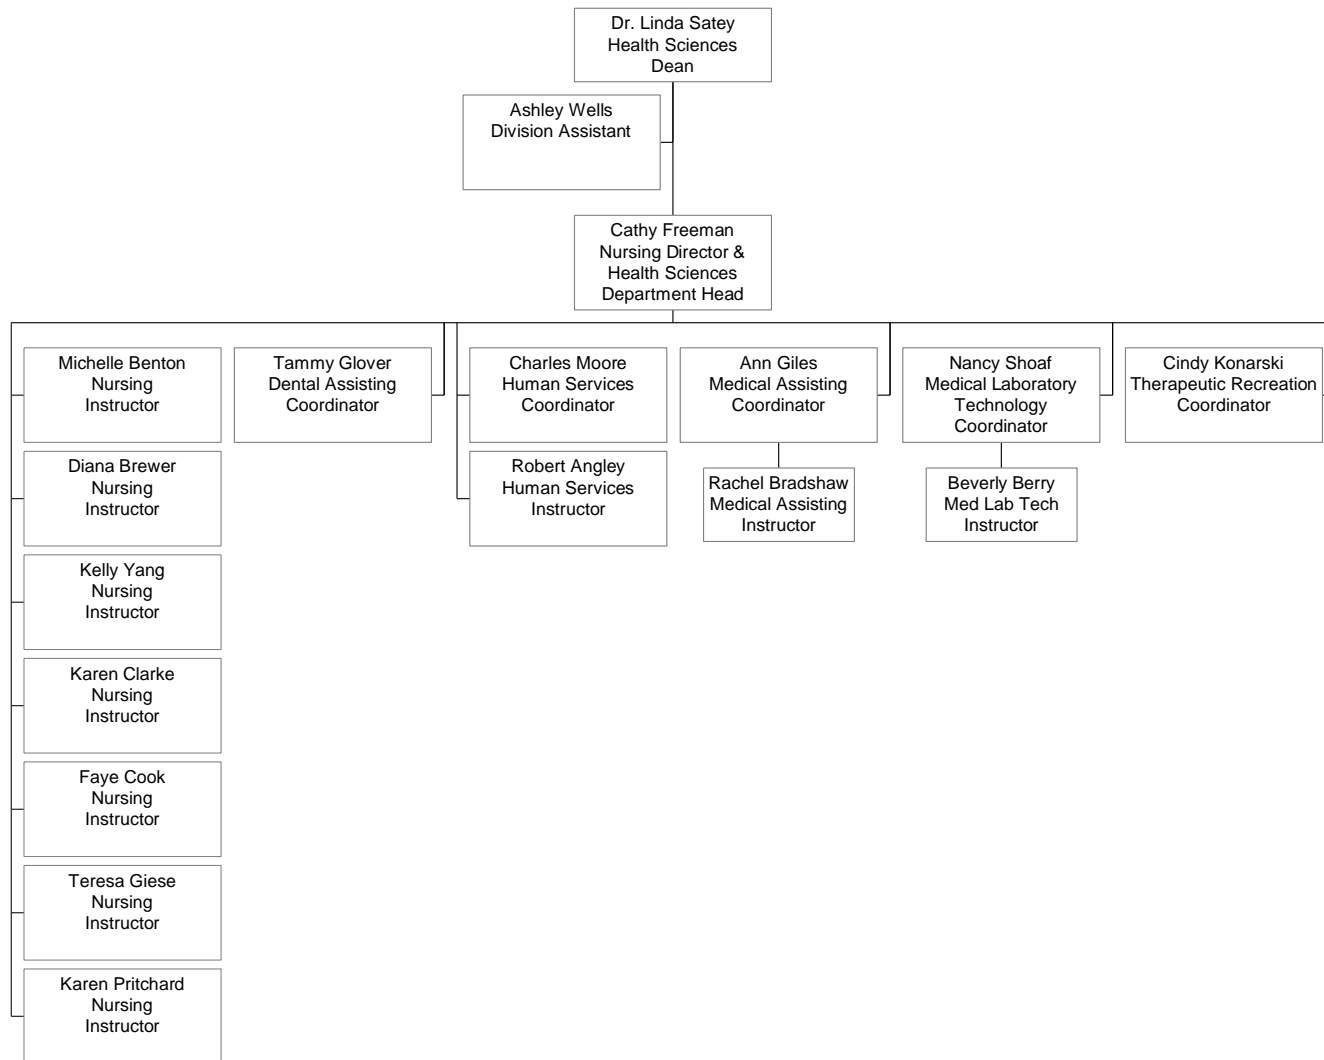 Dr. Linda Satey
Health Sciences
Dean
Ashley Wells
Division Assistant
Cathy Freeman
Nursing Director &
Health Sciences
Department Head
Michelle Benton
Nursing
Instructor
Tammy Glover
Dental Assisting
Coordinator
Charles Moore
Human Services
Coordinator
Ann Giles
Medical Assisting
Coordinator
Nancy Shoaf
Medical Laboratory
Technology
Coordinator
Cindy Konarski
Therapeutic Recreation
Coordinator
Diana Brewer
Nursing
Instructor
Robert Angley
Human Services
Instructor
Rachel Bradshaw
Medical Assisting
Instructor
Beverly Berry
Med Lab Tech
Instructor
Kelly Yang
Nursing
Instructor
Karen Clarke
Nursing
Instructor
Faye Cook
Nursing
Instructor
Teresa Giese
Nursing
Instructor
Karen Pritchard
Nursing
Instructor